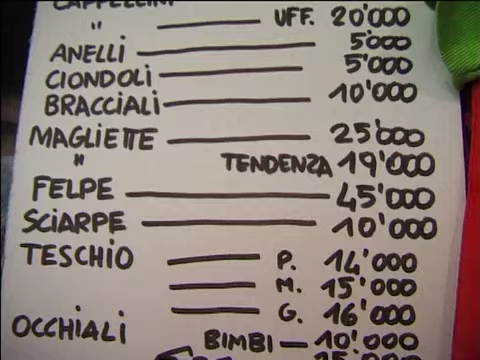 CAPPELLINI
" UFF. 20'000
5'000
ANELLI 5'000
CIONDOLI 10'000
BRACCIALI
MAGLIETTE 25'000
" TENDENZA 19'000
FELPE 45'000
SCIARPE 10'000
TESCHIO P. 14'000
M. 15'000
G. 16'000
OCCHIALI BIMBI 10'000